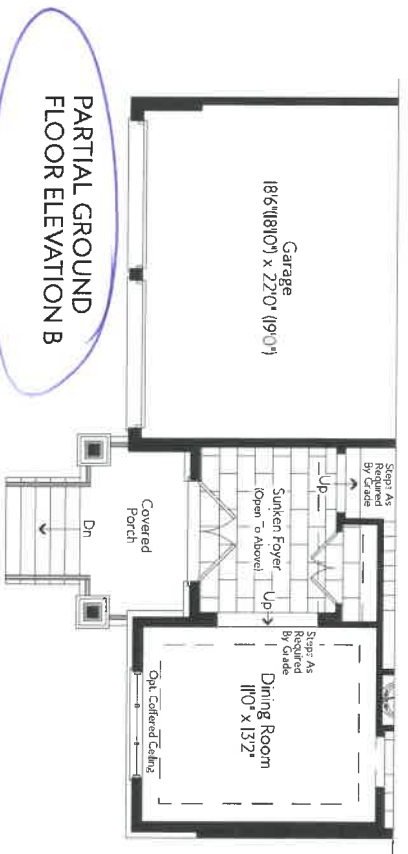 PARTIAL GROUND
FLOOR ELEVATION B
Garage
18'6"(18'10") x 22'0" (19'0")
Steps As
Required
By Grade
Up
Sunken Foyer
(Open To Above)
Up
Steps As
Required
By Grade
Covered
Porch
Dn
Dining Room
11'0" x 13'2"
Opt. Coffered Ceiling